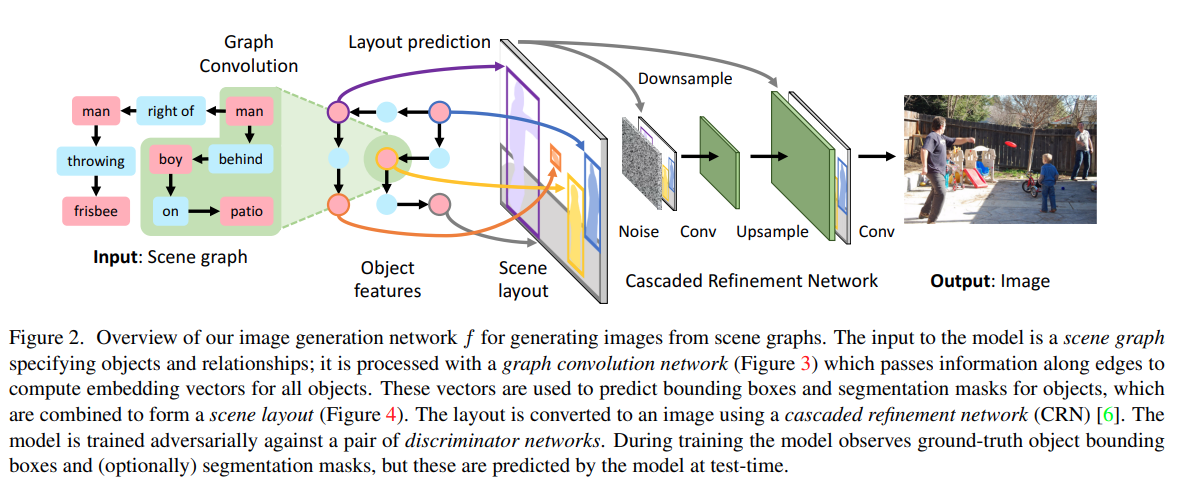 Graph
Convolution
Layout prediction
Downsample
man
right of
man
throwing
boy
behind
frisbee
on
patio
Input: Scene graph
Object
features
Scene
layout
Noise
Conv
Upsample
Conv
Cascaded Refinement Network
Output: Image
Figure 2. Overview of our image generation network f for generating images from scene graphs. The input to the model is a scene graph
specifying objects and relationships; it is processed with a graph convolution network (Figure 3) which passes information along edges to
compute embedding vectors for all objects. These vectors are used to predict bounding boxes and segmentation masks for objects, which
are combined to form a scene layout (Figure 4). The layout is converted to an image using a cascaded refinement network (CRN) [6]. The
model is trained adversarially against a pair of discriminator networks. During training the model observes ground-truth object bounding
boxes and (optionally) segmentation masks, but these are predicted by the model at test-time.